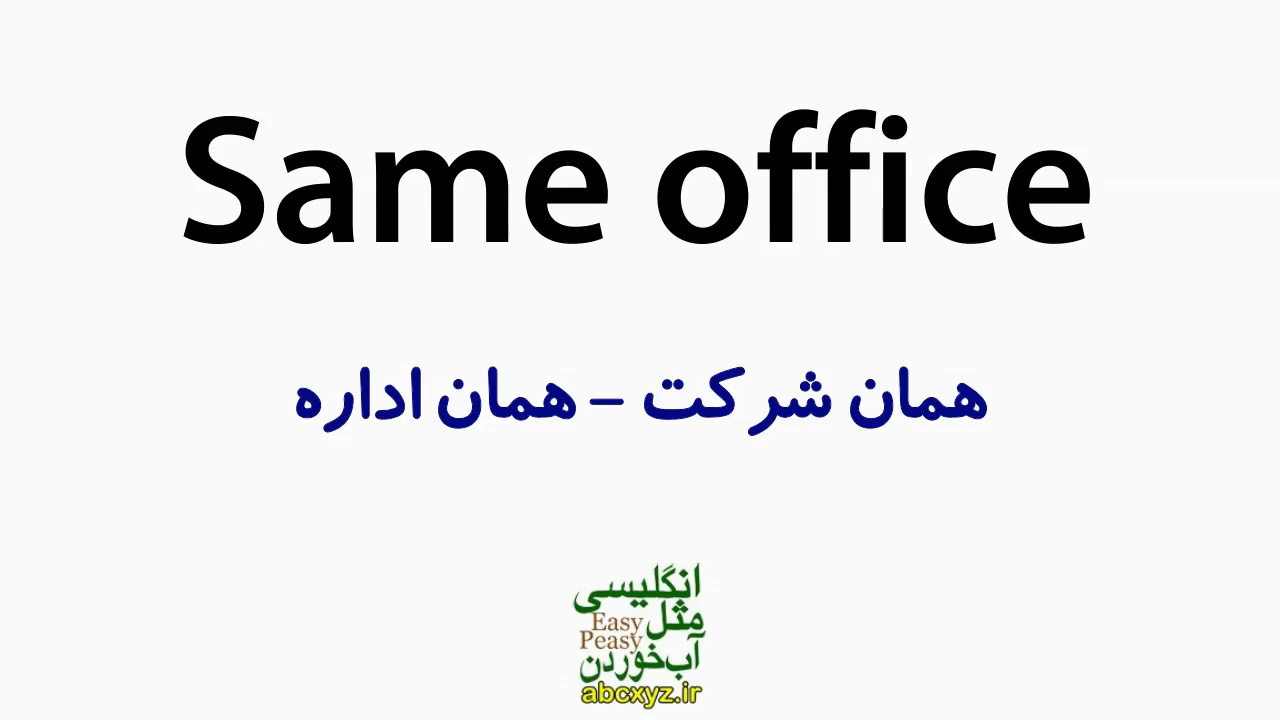 Same office
همان شرکت – همان اداره
انگلیسی
مثل Easy
Peasy
آب‌خوردن
abcxyz.ir